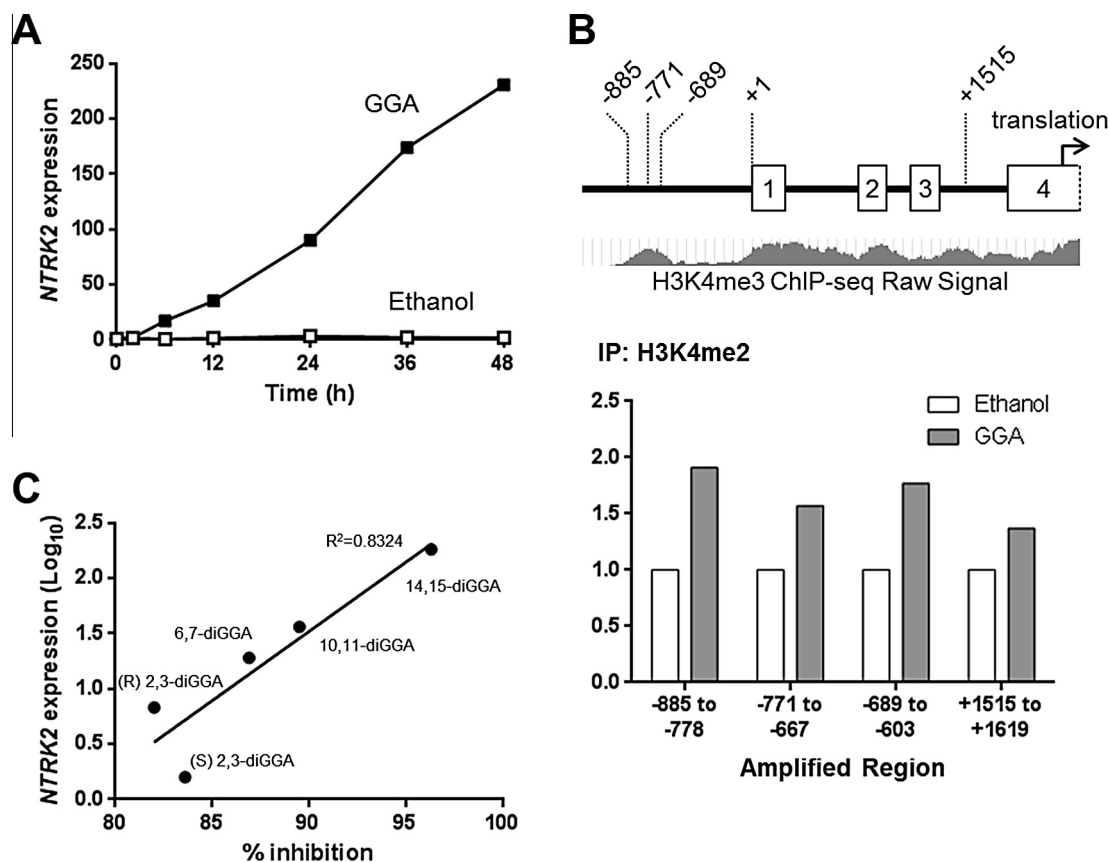 A
250
200
150
100
50
0
NTRK2 expression
GGA
Ethanol
0 12 24 36 48
Time (h)
B
-885
-771
-689
+1
+1515
translation
1 2 3 4
H3K4me3 ChIP-seq Raw Signal
IP: H3K4me2
2.5
2.0
1.5
1.0
0.5
0.0
Ethanol
GGA
-885 to -771 to -689 to +1515 to
-778 -667 -603 +1619
Amplified Region
C
2.5
2.0
1.5
1.0
0.5
0.0
NTRK2 expression (Log10)
R2=0.8324
14,15-diGGA
6,7-diGGA
10,11-diGGA
(R) 2,3-diGGA
(S) 2,3-diGGA
80 85 90 95 100
% inhibition